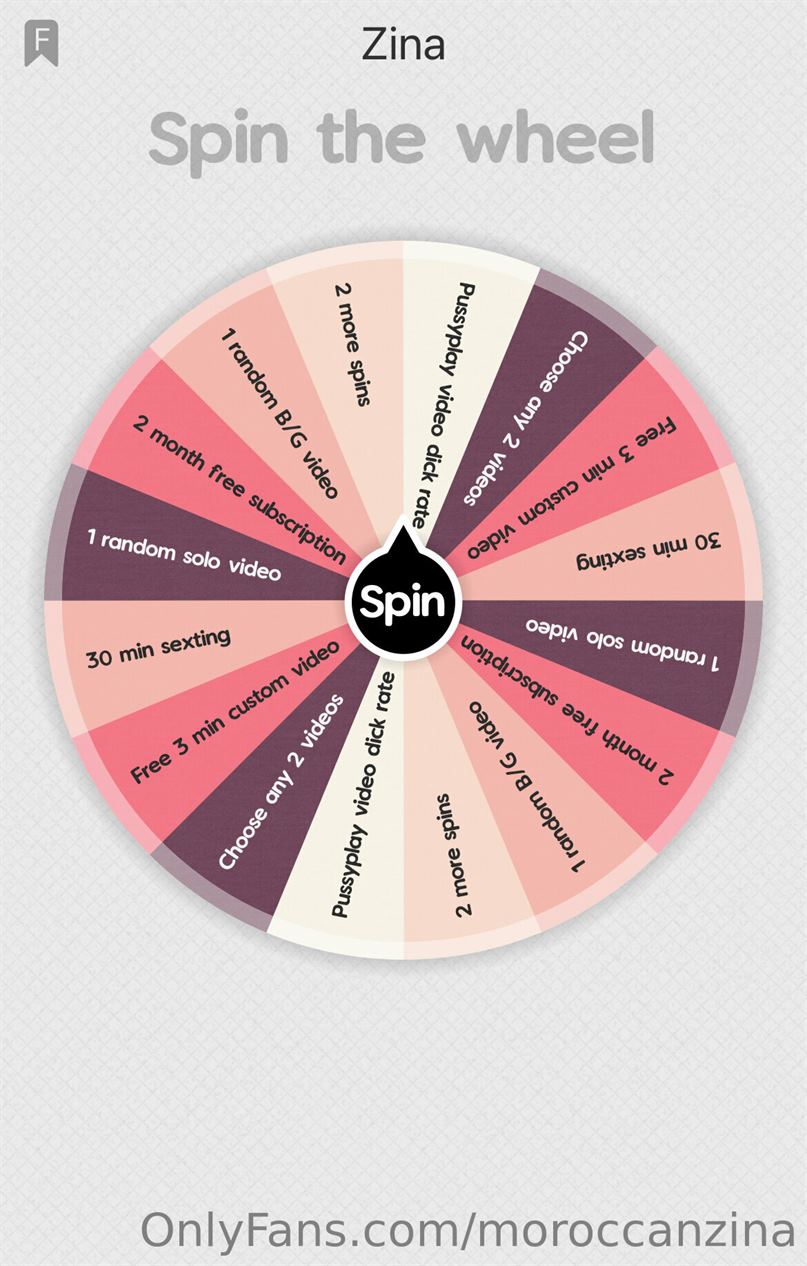 F
Zina
Spin the wheel
Pussyplay video dick rate
Choose any 2 videos
Free 3 min custom video
30 min sexting
1 random solo video
2 month free subscription
1 random B/G video
2 more spins
Pussyplay video dick rate
Choose any 2 videos
Free 3 min custom video
30 min sexting
1 random solo video
2 month free subscription
1 random B/G video
2 more spins
Spin
OnlyFans.com/moroccanzina